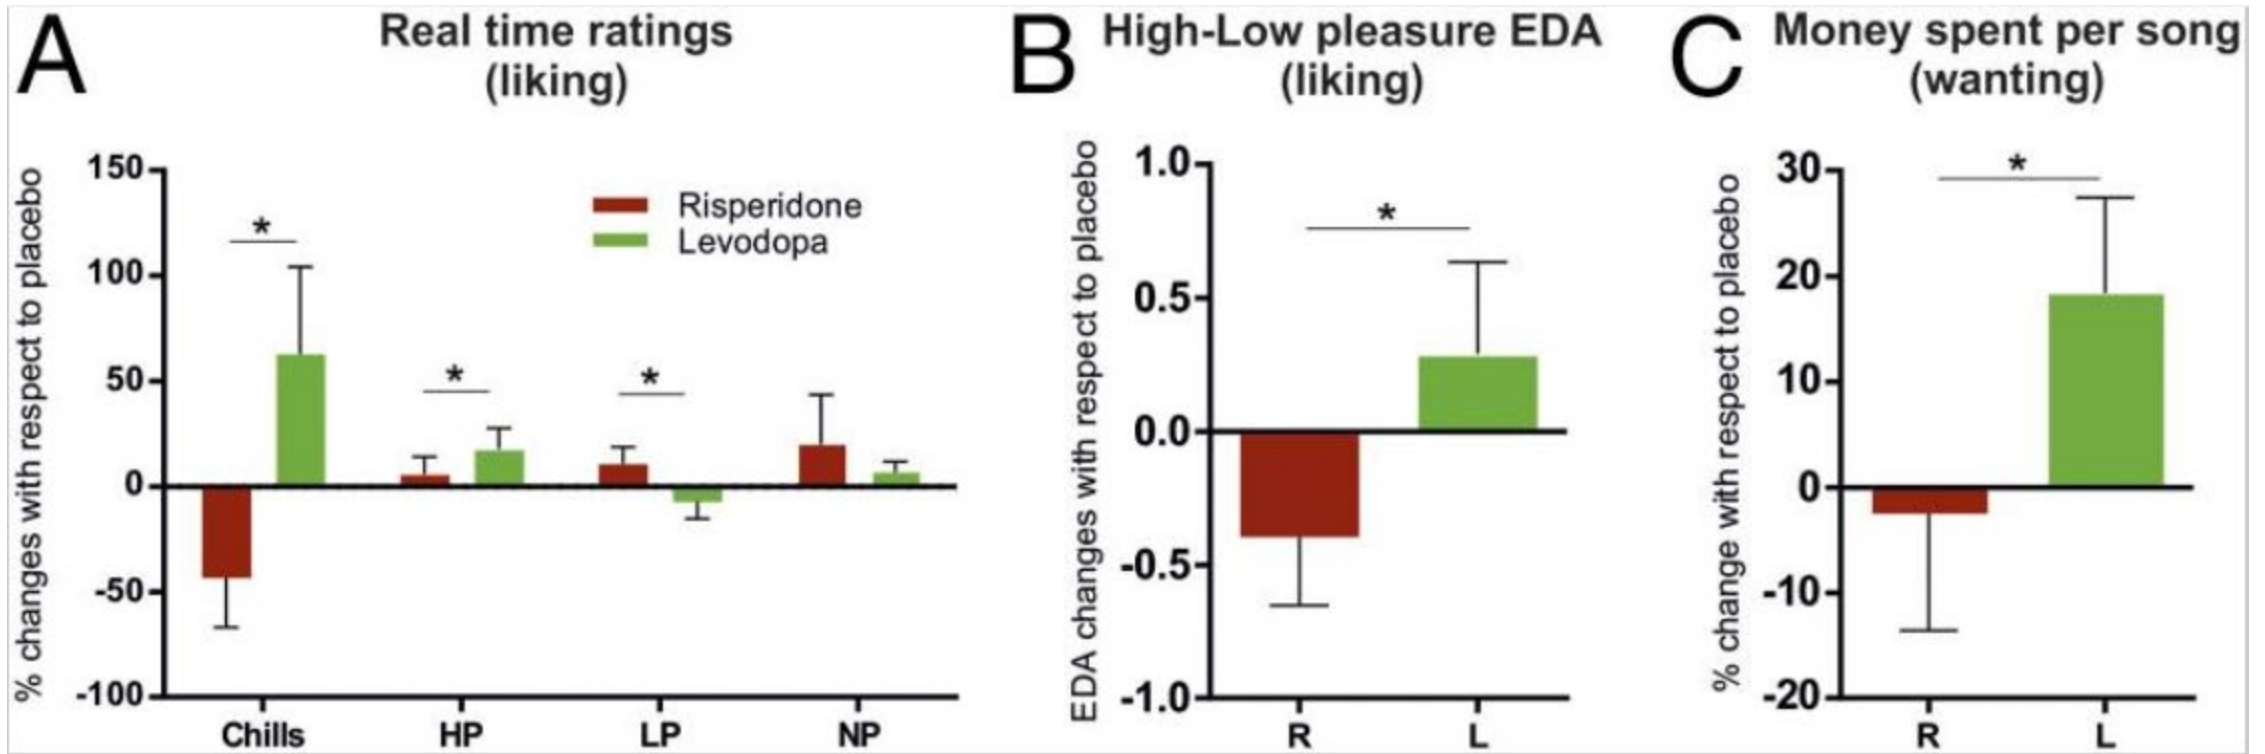 A
Real time ratings
(liking)
% changes with respect to placebo
150
100
50
0
-50
-100
*
*
*
Risperidone
Levodopa
Chills
HP
LP
NP
B
High-Low pleasure EDA
(liking)
EDA changes with respect to placebo
1.0
0.5
0.0
-0.5
-1.0
*
R
L
C
Money spent per song
(wanting)
% change with respect to placebo
30
20
10
0
-10
-20
*
R
L